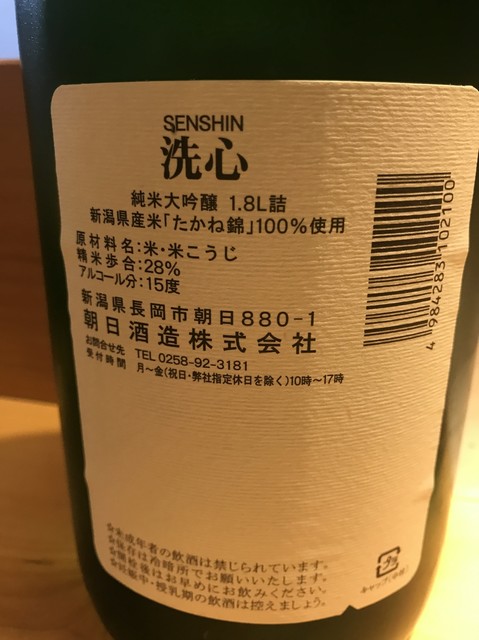 SENSHIN
洗心
純米大吟醸 1.8L詰
新潟県産米「たかね錦」100%使用
原材料名:米・米こうじ
精米歩合:28%
アルコール分:15度
新潟県長岡市朝日880-1
朝日酒造株式会社
お問合せ先 TEL 0258-92-3181
受付時間 月〜金(祝日・弊社指定休日を除く)10時〜17時
4 984283 102100
☆未成年者の飲酒は禁じられています。
☆保存は冷暗所でお願いいたします。
☆開栓後はお早めにお飲みください。
☆妊娠中・授乳期の飲酒は控えましょう。
プラ